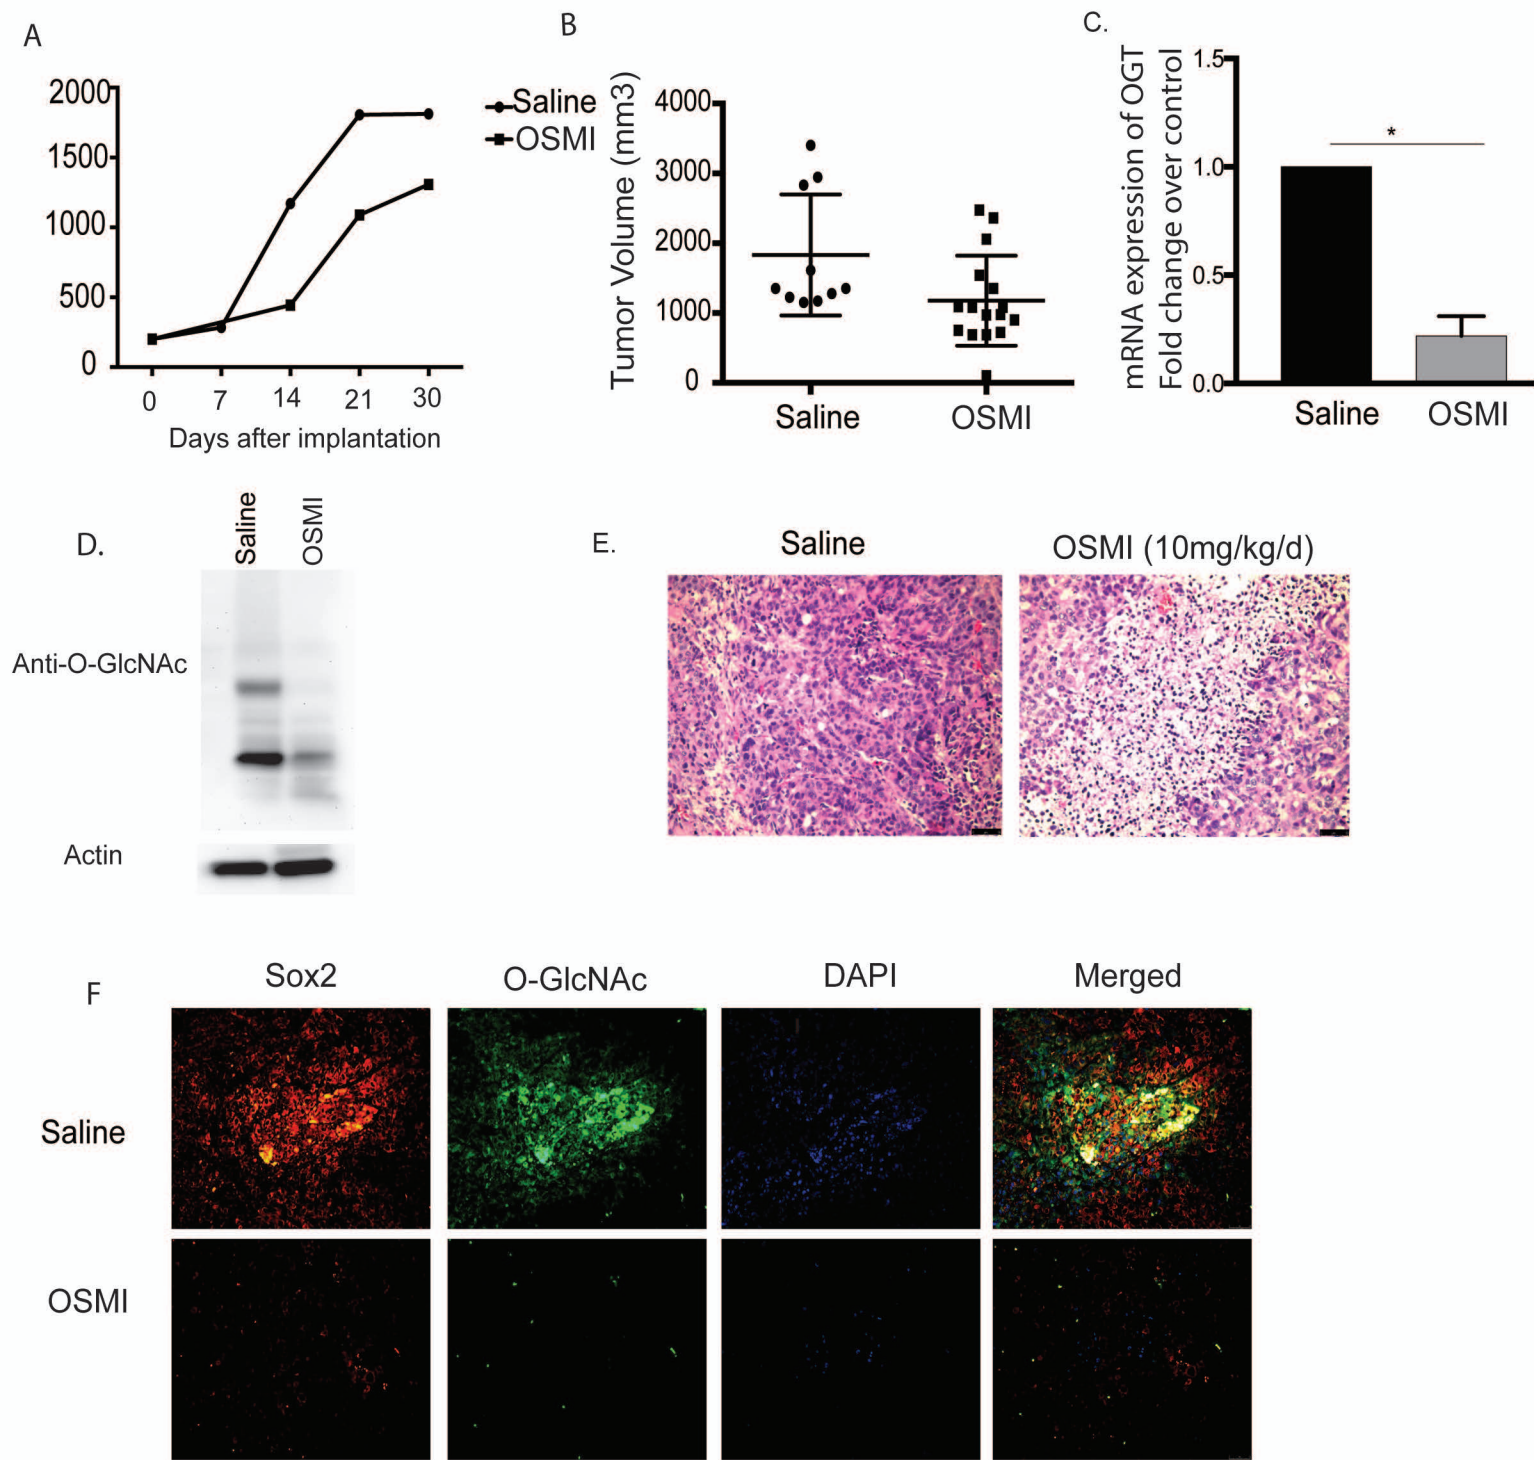 A
2000
1500
1000
500
0
0 7 14 21 30
Days after implantation
Saline
OSMI
B
Tumor Volume (mm3)
4000
3000
2000
1000
0
Saline OSMI
C.
mRNA expression of OGT
Fold change over control
1.5
1.0
0.5
0.0
*
Saline OSMI
D.
Saline
OSMI
Anti-O-GlcNAc
Actin
E.
Saline
OSMI (10mg/kg/d)
F
Sox2 O-GlcNAc DAPI Merged
Saline
OSMI